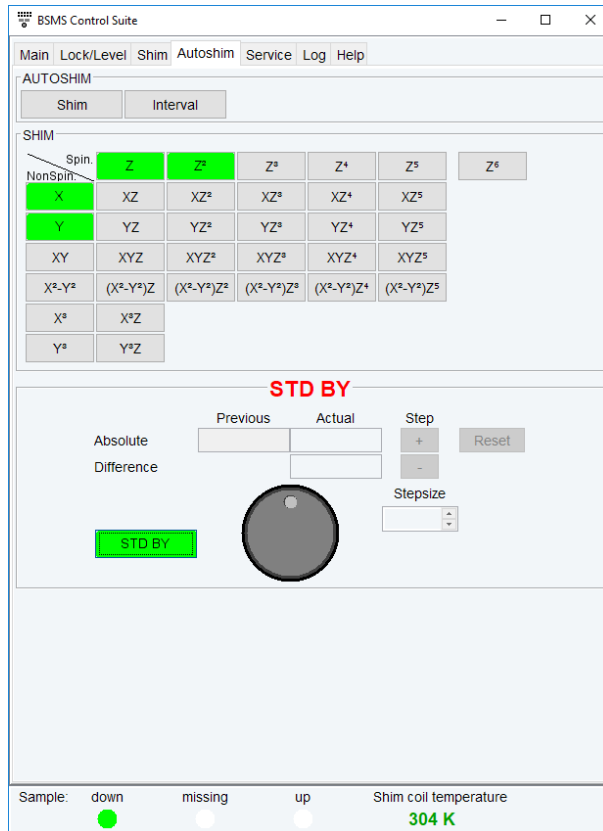 BSMS Control Suite
Main Lock/Level Shim Autoshim Service Log Help
AUTOSHIM
Shim Interval
SHIM
Spin. NonSpin. Z Z² Z³ Z⁴ Z⁵ Z⁶
X XZ XZ² XZ³ XZ⁴ XZ⁵
Y YZ YZ² YZ³ YZ⁴ YZ⁵
XY XYZ XYZ² XYZ³ XYZ⁴ XYZ⁵
X²-Y² (X²-Y²)Z (X²-Y²)Z² (X²-Y²)Z³ (X²-Y²)Z⁴ (X²-Y²)Z⁵
X³ X³Z
Y³ Y³Z
STD BY
Previous Actual Step
Absolute + Reset
Difference -
Stepsize
STD BY
Sample: down missing up Shim coil temperature
304 K